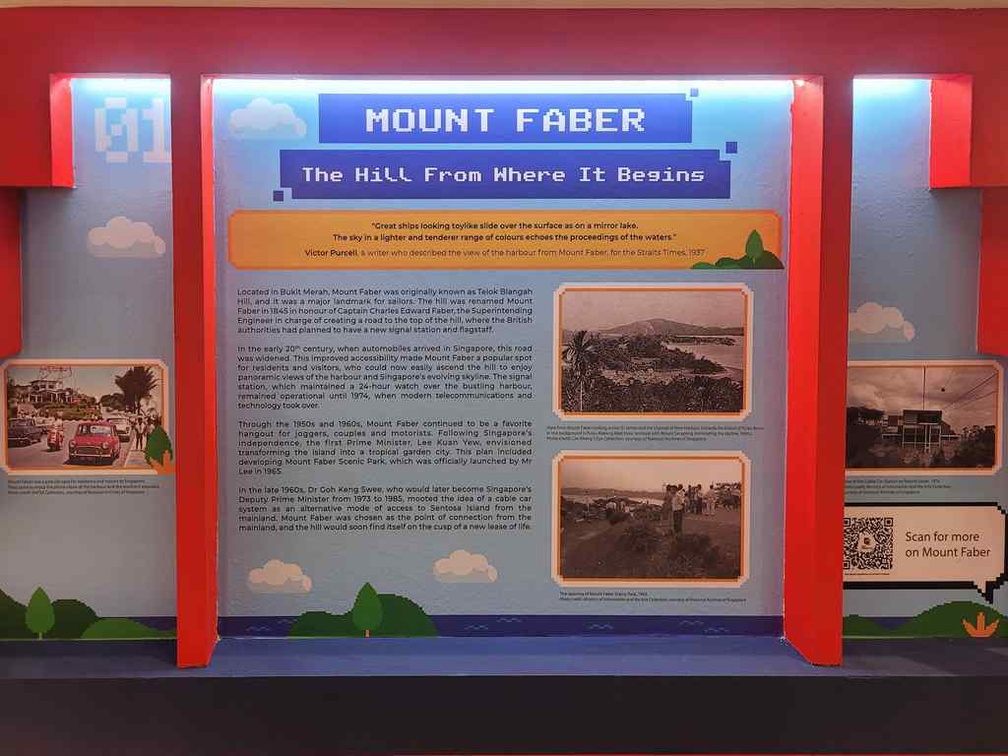 01
MOUNT FABER
The Hill From Where It Begins
"Great ships looking toylike slide over the surface as on a mirror lake.
The sky in a lighter and tenderer range of colours echoes the proceedings of the waters."
Victor Purcell, a writer who described the view of the harbour from Mount Faber, for the Straits Times, 1937
Located in Bukit Merah, Mount Faber was originally known as Telok Blangah
Hill, and it was a major landmark for sailors. The hill was renamed Mount
Faber in 1845 in honour of Captain Charles Edward Faber, the Superintending
Engineer in charge of creating a road to the top of the hill, where the British
authorities had planned to have a new signal station and flagstaff.
In the early 20th century, when automobiles arrived in Singapore, this road
was widened. This improved accessibility made Mount Faber a popular spot
for residents and visitors, who could now easily ascend the hill to enjoy
panoramic views of the harbour and Singapore's evolving skyline. The signal
station, which maintained a 24-hour watch over the bustling harbour,
remained operational until 1974, when modern telecommunications and
technology took over.
Through the 1950s and 1960s, Mount Faber continued to be a favorite
hangout for joggers, couples and motorists. Following Singapore's
independence, the first Prime Minister, Lee Kuan Yew, envisioned
transforming the island into a tropical garden city. This plan included
developing Mount Faber Scenic Park, which was officially launched by Mr
Lee in 1965.
In the late 1960s, Dr Goh Keng Swee, who would later become Singapore's
Deputy Prime Minister from 1973 to 1985, mooted the idea of a cable car
system as an alternative mode of access to Sentosa Island from the
mainland. Mount Faber was chosen as the point of connection from the
mainland, and the hill would soon find itself on the cusp of a new lease of life.
Scan for more
on Mount Faber